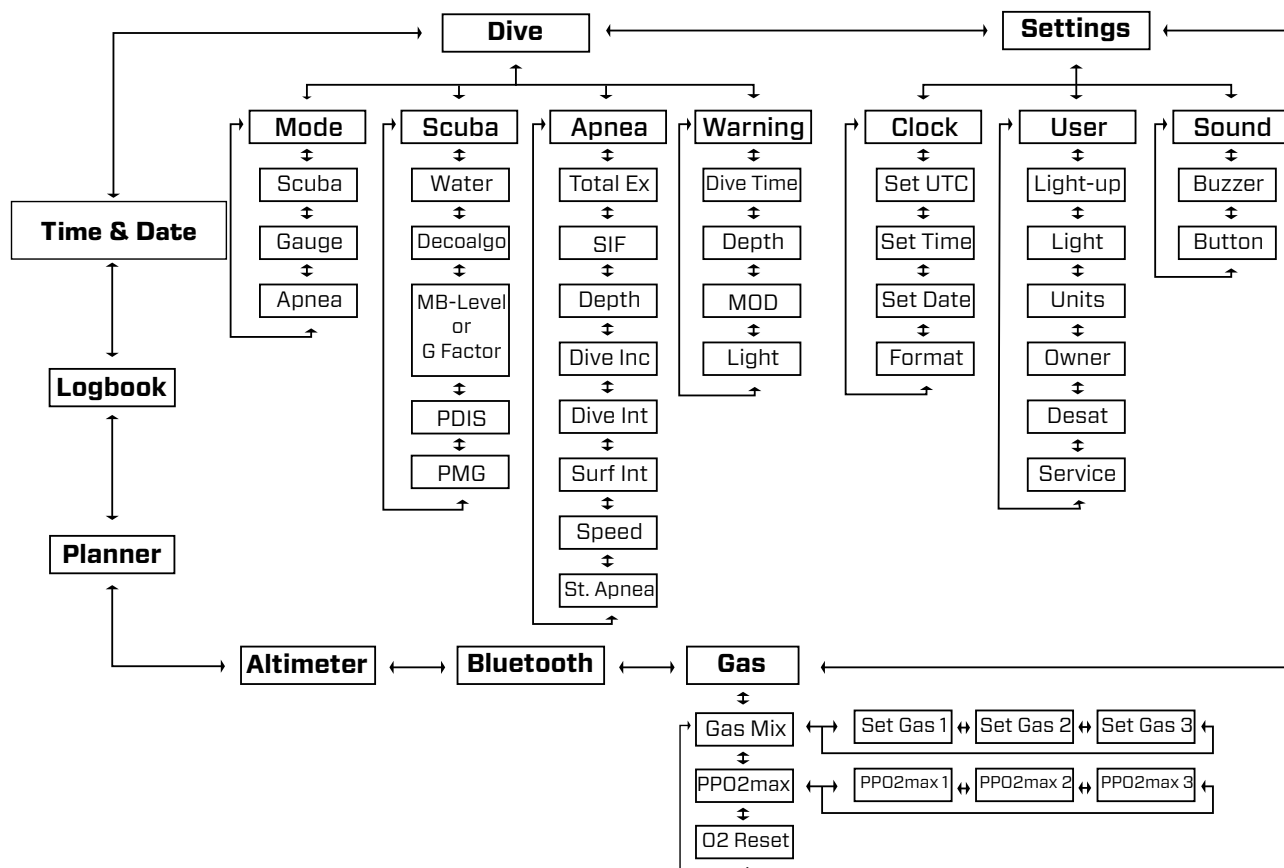 Dive
Settings
Mode
Scuba
Apnea
Warning
Clock
User
Sound
Scuba
Water
Total Ex
Dive Time
Set UTC
Light-up
Buzzer
Time & Date
Gauge
Decoalgo
SIF
Depth
Set Time
Light
Button
Apnea
MB-Level
or
G Factor
Depth
MOD
Set Date
Units
Dive Inc
Light
Format
Owner
Logbook
PDIS
Dive Int
Desat
PMG
Surf Int
Service
Planner
Speed
St. Apnea
Altimeter
Bluetooth
Gas
Gas Mix
Set Gas 1
Set Gas 2
Set Gas 3
PPO2max
PPO2max 1
PPO2max 2
PPO2max 3
O2 Reset